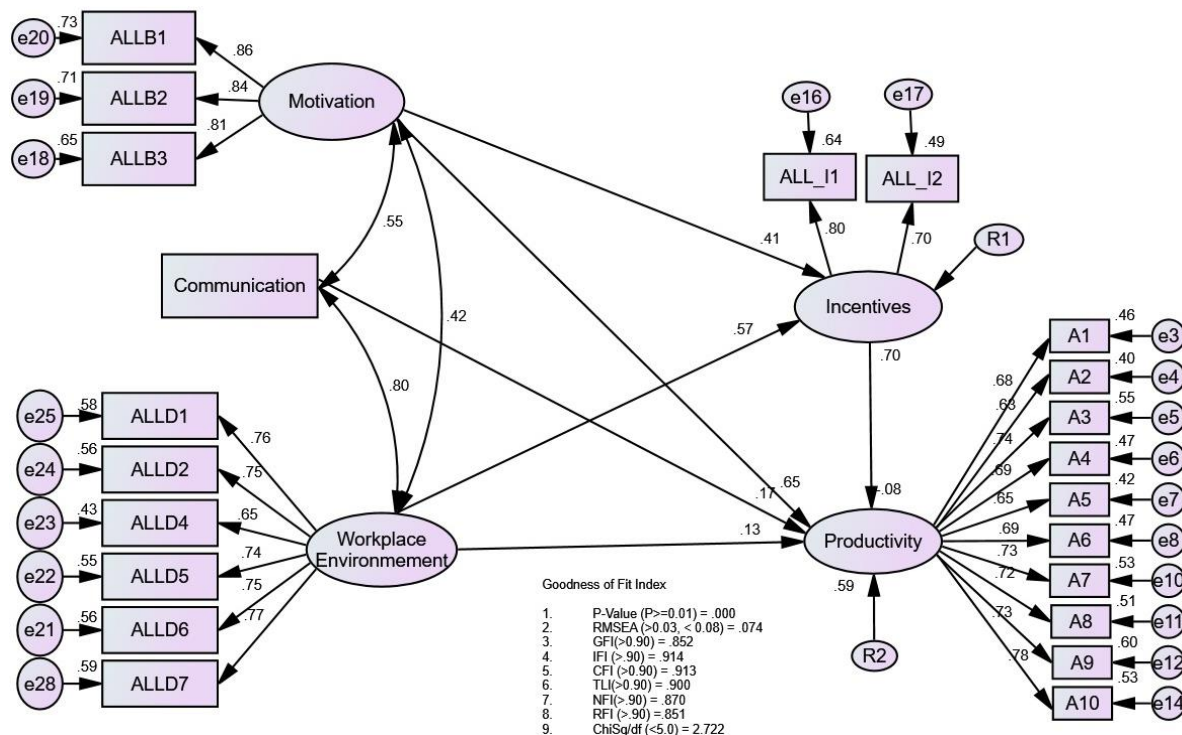 e20
.73
ALLB1
e19
.71
ALLB2
e18
.65
ALLB3
.86
.84
.81
Motivation
e16
e17
.64
.49
ALL_I1
ALL_I2
.80
.70
R1
.55
.41
Communication
Incentives
.42
.57
.70
.80
e25
.58
ALLD1
e24
.56
ALLD2
e23
.43
ALLD4
e22
.55
ALLD5
e21
.56
ALLD6
e28
.59
ALLD7
.76
.75
.65
.74
.75
.77
Workplace
Environnement
.17
.65
-.08
.13
Productivity
.59
R2
.68
.63
.74
.69
.65
.69
.73
.72
.73
.78
A1
.46
e3
A2
.40
e4
A3
.55
e5
A4
.47
e6
A5
.42
e7
A6
.47
e8
A7
.53
e10
A8
.51
e11
A9
.60
e12
A10
.53
e14
Goodness of Fit Index
1. P-Value (P>=0.01) = .000
2. RMSEA (>0.03, < 0.08) = .074
3. GFI(>0.90) = .852
4. IFI (>.90) = .914
5. CFI (>0.90) = .913
6. TLI(>0.90) = .900
7. NFI(>.90) = .870
8. RFI (>.90) =.851
9. ChiSq/df (<5.0) = 2.722